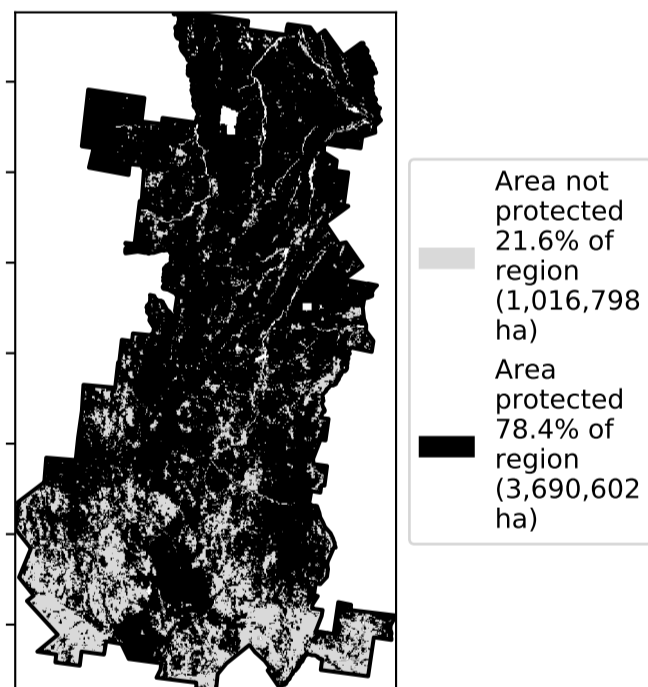 Area not
protected
21.6% of
region
(1,016,798
ha)
Area
protected
78.4% of
region
(3,690,602
ha)